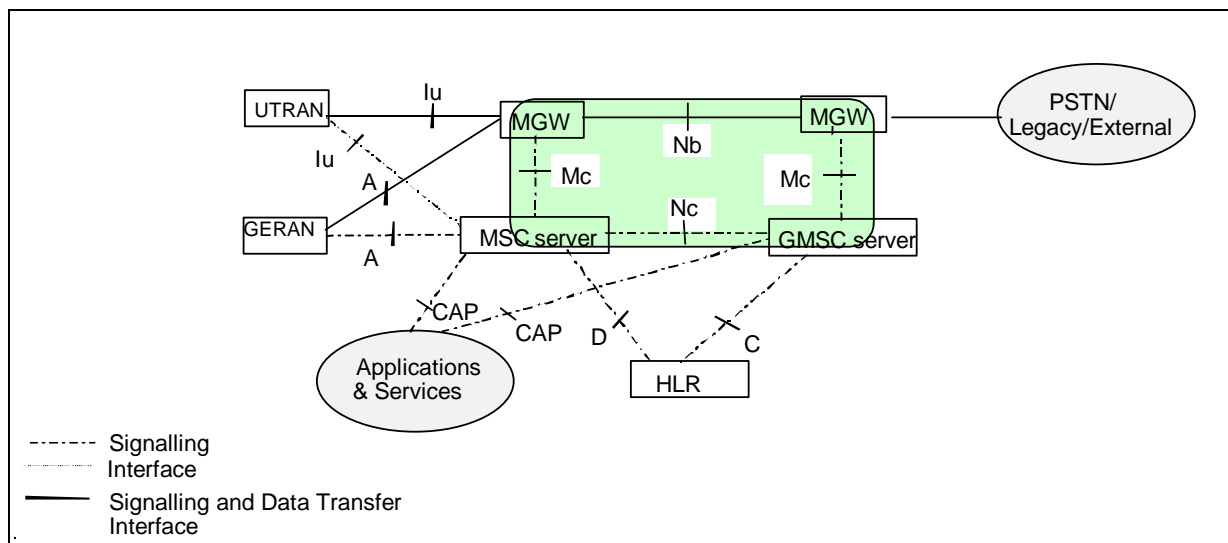 Iu
UTRAN
MGW
MGW
PSTN/
Legacy/External
Iu
Nb
A
Mc
Mc
Nc
GERAN
MSC server
GMSC server
A
CAP
CAP
D
C
Applications
& Services
HLR
Signalling
Interface
Signalling and Data Transfer
Interface